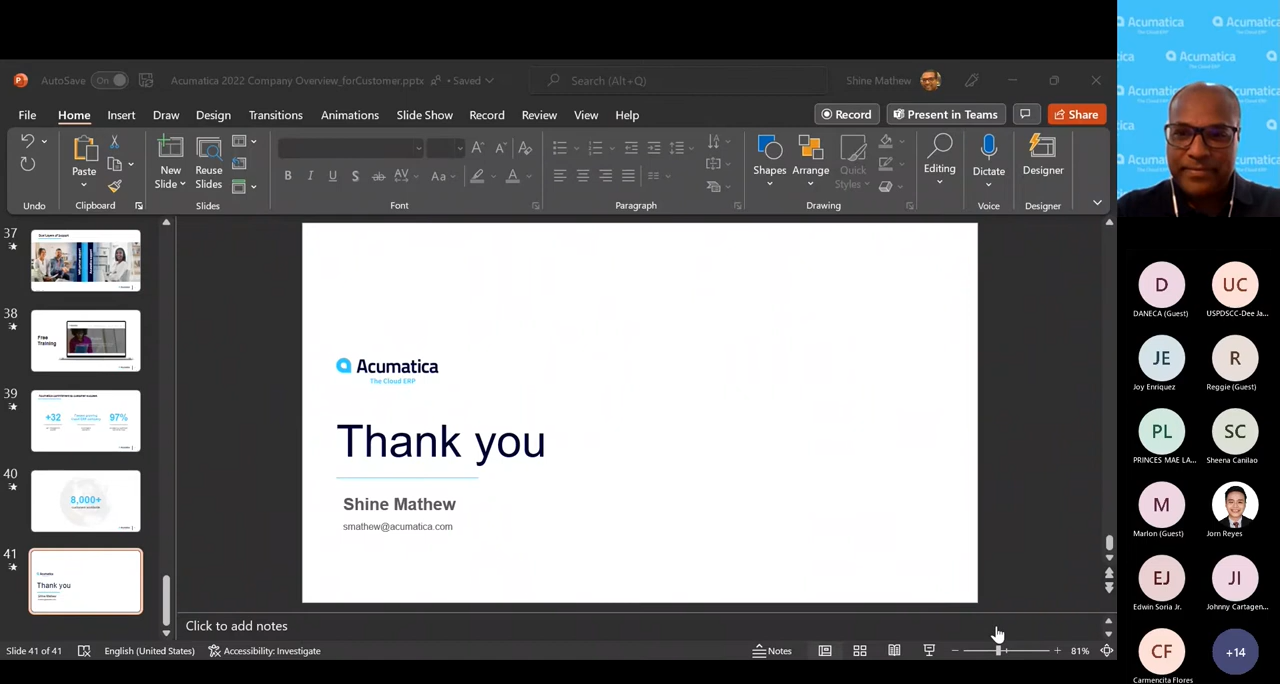 AutoSave On
Acumatica 2022 Company Overview_forCustomer.pptx
• Saved
Search (Alt+Q)
Shine Mathew
File Home Insert Draw Design Transitions Animations Slide Show Record Review View Help
Record
Present in Teams
Share
Paste
New
Slide
Reuse
Slides
B I U S ab AV Aa A
Shapes
Arrange
Quick
Styles
Editing
Dictate
Designer
Undo
Clipboard
Slides
Font
Paragraph
Drawing
Voice
Designer
37
38
Free
Training
39
+32
97%
40
8,000+
41
Acumatica
Thank you
Acumatica
The Cloud ERP
Thank you
Shine Mathew
smathew@acumatica.com
Click to add notes
Slide 41 of 41
English (United States)
Accessibility: Investigate
Notes
81%
Acumatica
Acumatica
Acumatica
D
DANECA (Guest)
UC
USPDSCC-Dee Ja...
JE
Joy Enriquez
R
Reggie (Guest)
PL
PRINCES MAE LA...
SC
Sheena Canilao
M
Marlon (Guest)
Jorn Reyes
EJ
Edwin Soria Jr.
JI
Johnny Cartagen...
CF
Carmencita Flores
+14